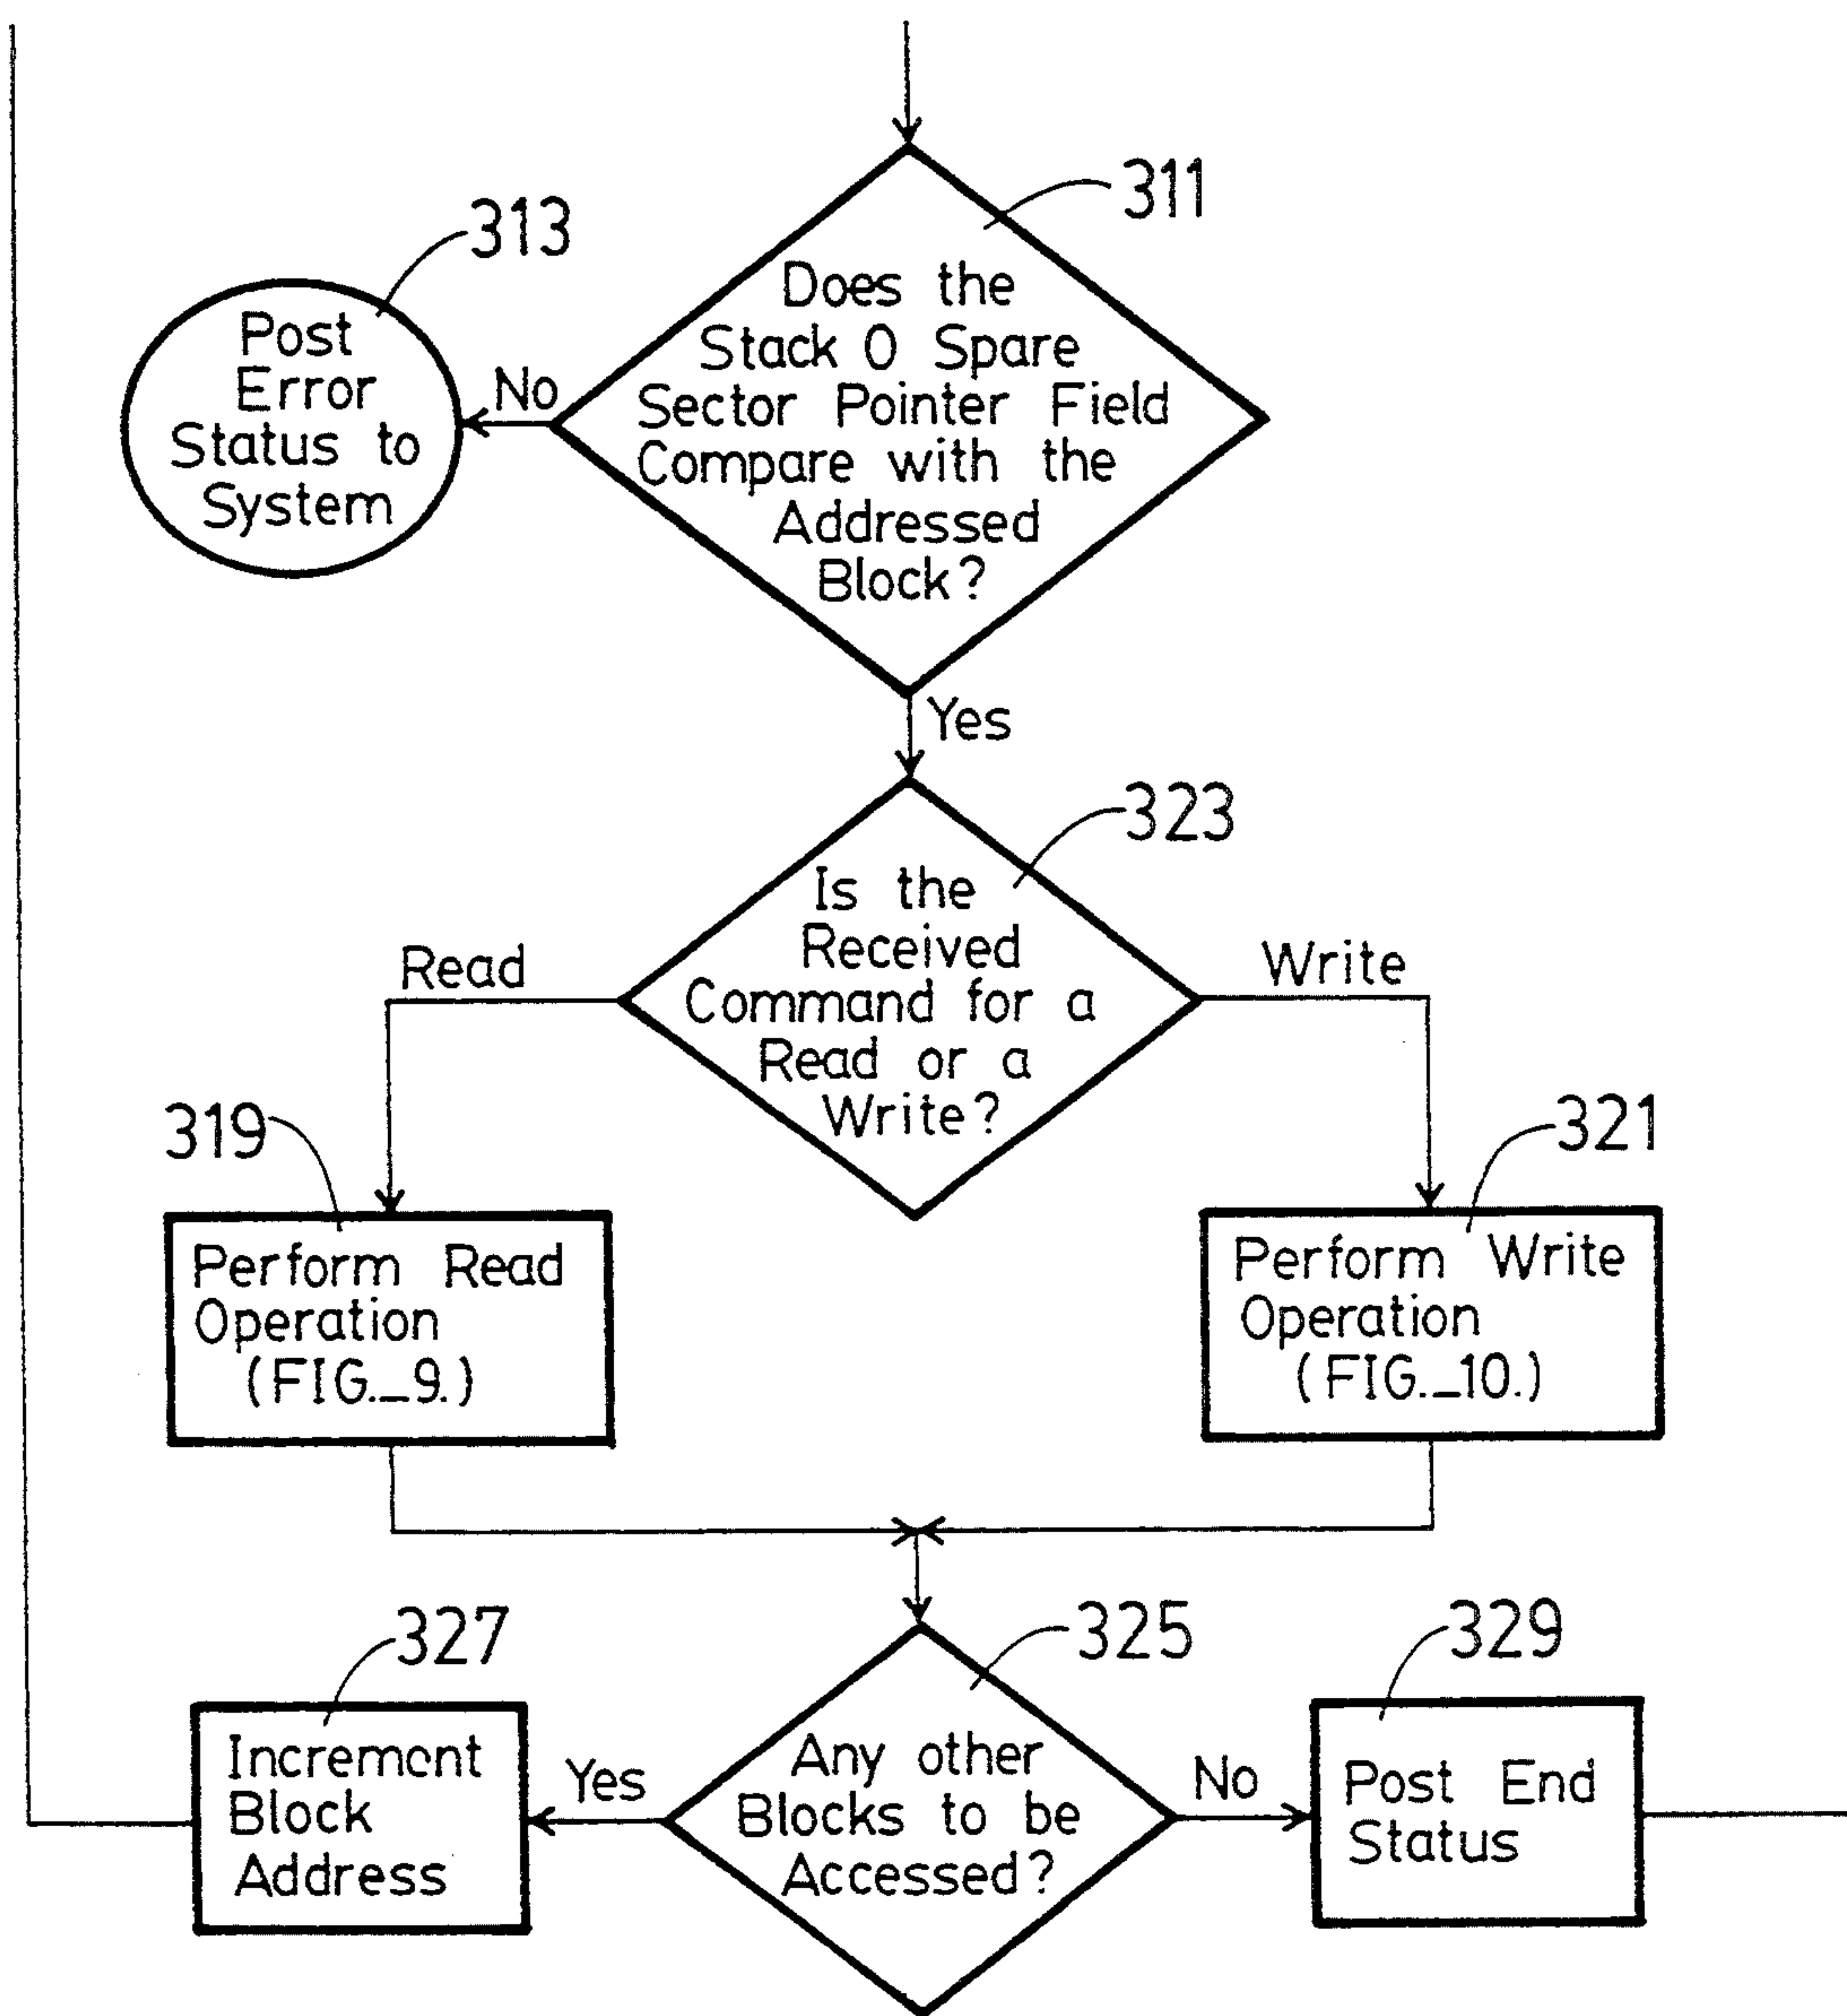 311
313
Does the
Stack 0 Spare
Sector Pointer Field
Compare with the
Addressed
Block?
Post
Error
Status to
System
No
Yes
323
Is the
Received
Command for a
Read or a
Write?
Read
Write
319
321
Perform Read
Operation
(FIG._9.)
Perform Write
Operation
(FIG._10.)
327
325
329
Increment
Block
Address
Yes
Any other
Blocks to be
Accessed?
No
Post End
Status